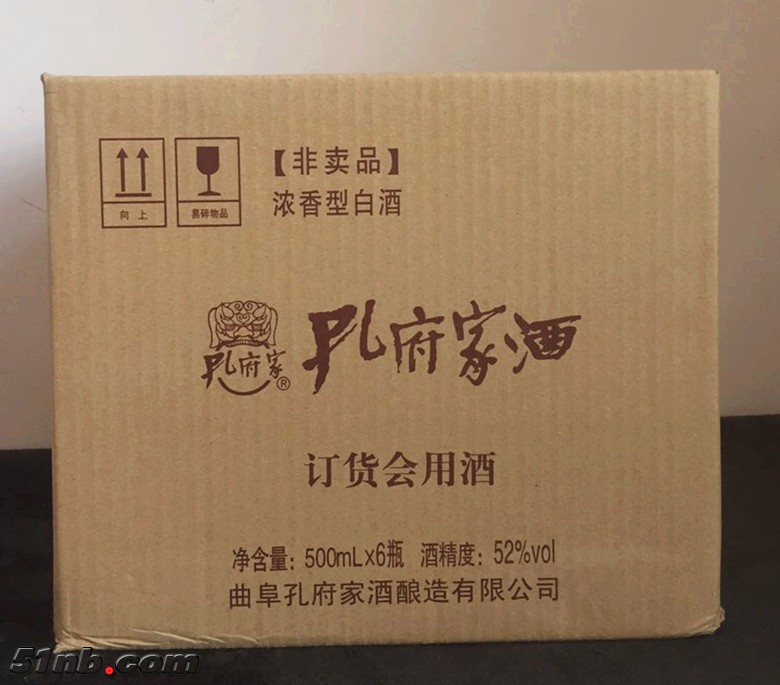 【非卖品】
浓香型白酒
向上
易碎物品
孔府家®
孔府家酒
订货会用酒
净含量：500mL×6瓶 酒精度：52%vol
曲阜孔府家酒酿造有限公司
51nb.com